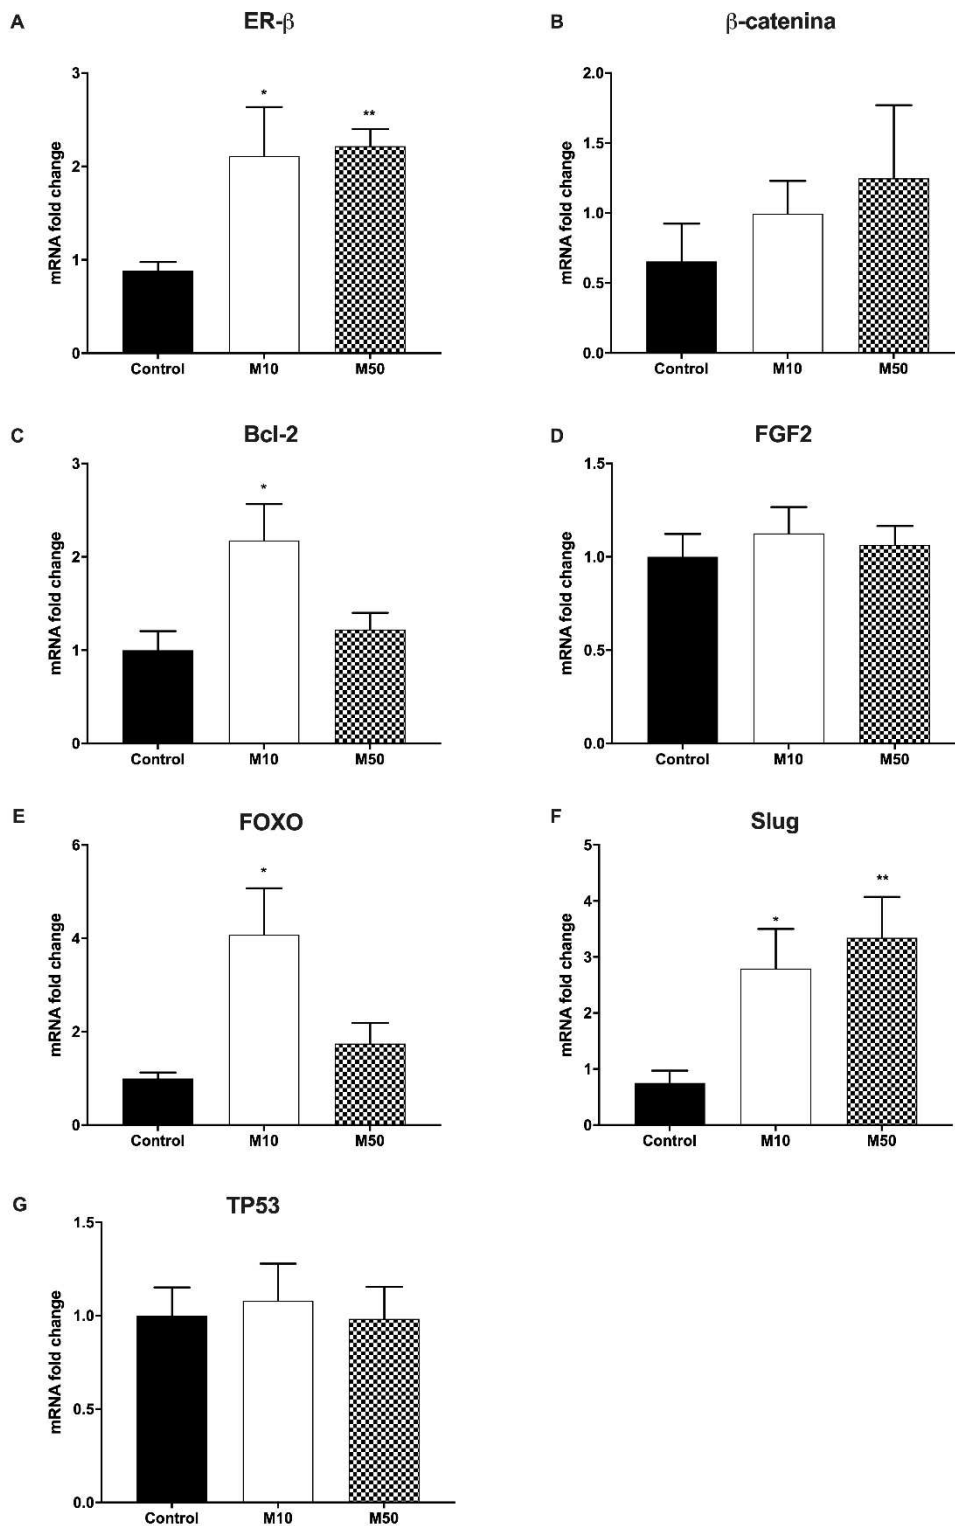 A
ER-β
mRNA fold change
3
2
1
0
*
**
Control M10 M50
B
β-catenina
mRNA fold change
2.0
1.5
1.0
0.5
0.0
Control M10 M50
C
Bcl-2
mRNA fold change
3
2
1
0
*
Control M10 M50
D
FGF2
mRNA fold change
1.5
1.0
0.5
0.0
Control M10 M50
E
FOXO
mRNA fold change
6
4
2
0
*
Control M10 M50
F
Slug
mRNA fold change
5
4
3
2
1
0
*
**
Control M10 M50
G
TP53
mRNA fold change
1.5
1.0
0.5
0.0
Control M10 M50